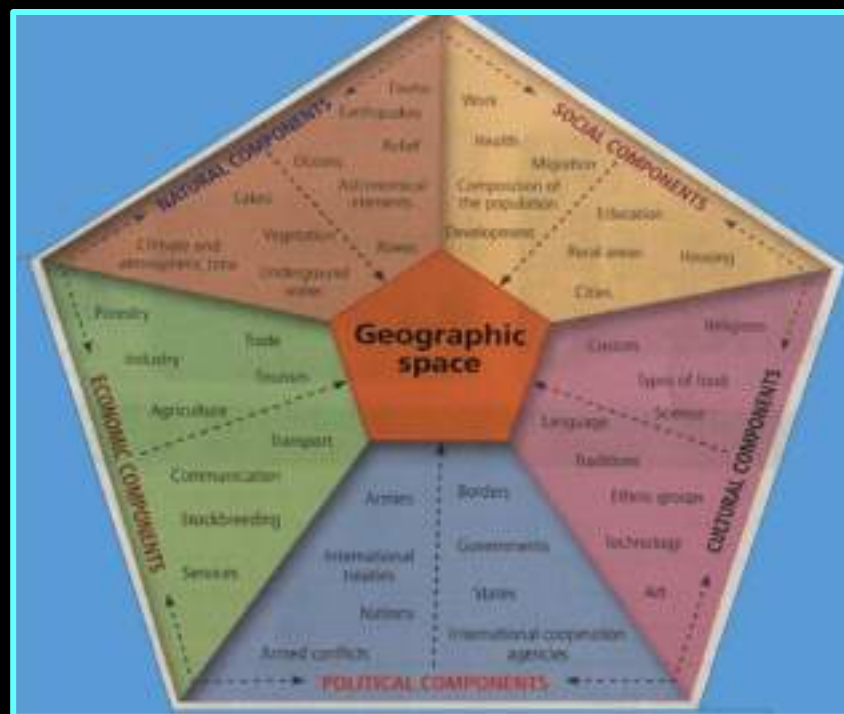 NATURAL COMPONENTS
Earthquakes
Relief
Oceans
Astronomical
elements
Lakes
Vegetation
Rivers
Climate and
atmospheric time
Underground
water
SOCIAL COMPONENTS
Work
Health
Migration
Composition of
the population
Education
Development
Rural areas
Housing
Cities
Geographic
space
ECONOMIC COMPONENTS
Forestry
Trade
Industry
Tourism
Agriculture
Transport
Communication
Stockbreeding
Services
CULTURAL COMPONENTS
Religions
Customs
Types of food
Science
Language
Traditions
Ethnic groups
Technology
Art
Armies
Borders
International
treaties
Governments
Nations
States
Armed conflicts
International cooperation
agencies
POLITICAL COMPONENTS